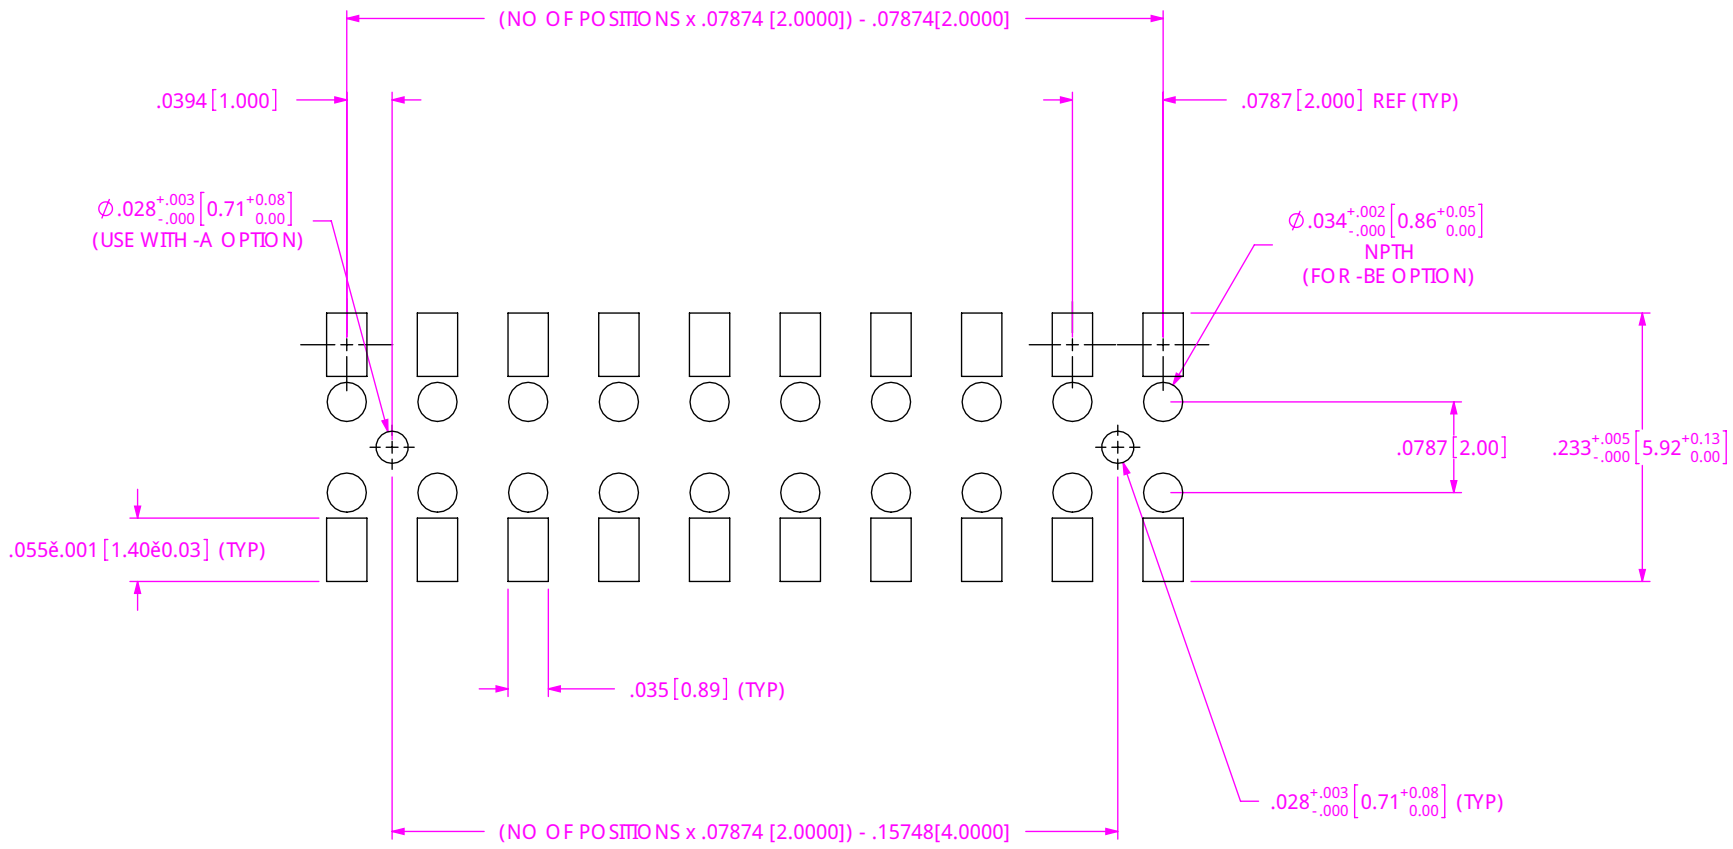 (NO OF POSITIONS x .07874 [2.0000]) - .07874[2.0000]
.0394[1.000]
.0787[2.000] REF (TYP)
∅.028+.003 -.000[0.71+0.08 0.00]
(USE WITH -A OPTION)
∅.034+.002 -.000[0.86+0.05 0.00]
NPTH
(FOR -BE OPTION)
.0787[2.00]
.233+.005 -.000[5.92+0.13 0.00]
.055ě.001[1.40ě0.03] (TYP)
.035[0.89] (TYP)
.028+.003 -.000[0.71+0.08 0.00] (TYP)
(NO OF POSITIONS x .07874 [2.0000]) - .15748[4.0000]